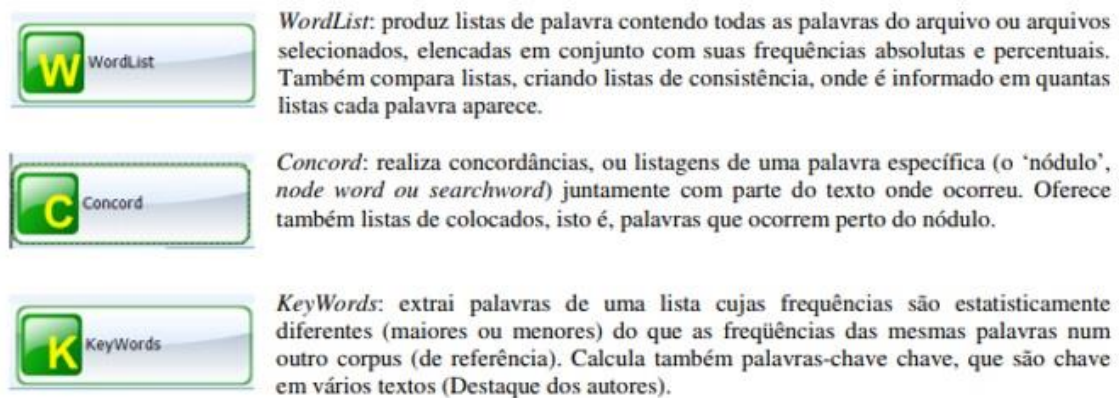 W WordList
WordList: produz listas de palavra contendo todas as palavras do arquivo ou arquivos
selecionados, elencadas em conjunto com suas frequências absolutas e percentuais.
Também compara listas, criando listas de consistência, onde é informado em quantas
listas cada palavra aparece.
C Concord
Concord: realiza concordâncias, ou listagens de uma palavra específica (o ‘nódulo’,
node word ou searchword) juntamente com parte do texto onde ocorreu. Oferece
também listas de colocados, isto é, palavras que ocorrem perto do nódulo.
K KeyWords
KeyWords: extrai palavras de uma lista cujas frequências são estatisticamente
diferentes (maiores ou menores) do que as freqüências das mesmas palavras num
outro corpus (de referência). Calcula também palavras-chave chave, que são chave
em vários textos (Destaque dos autores).